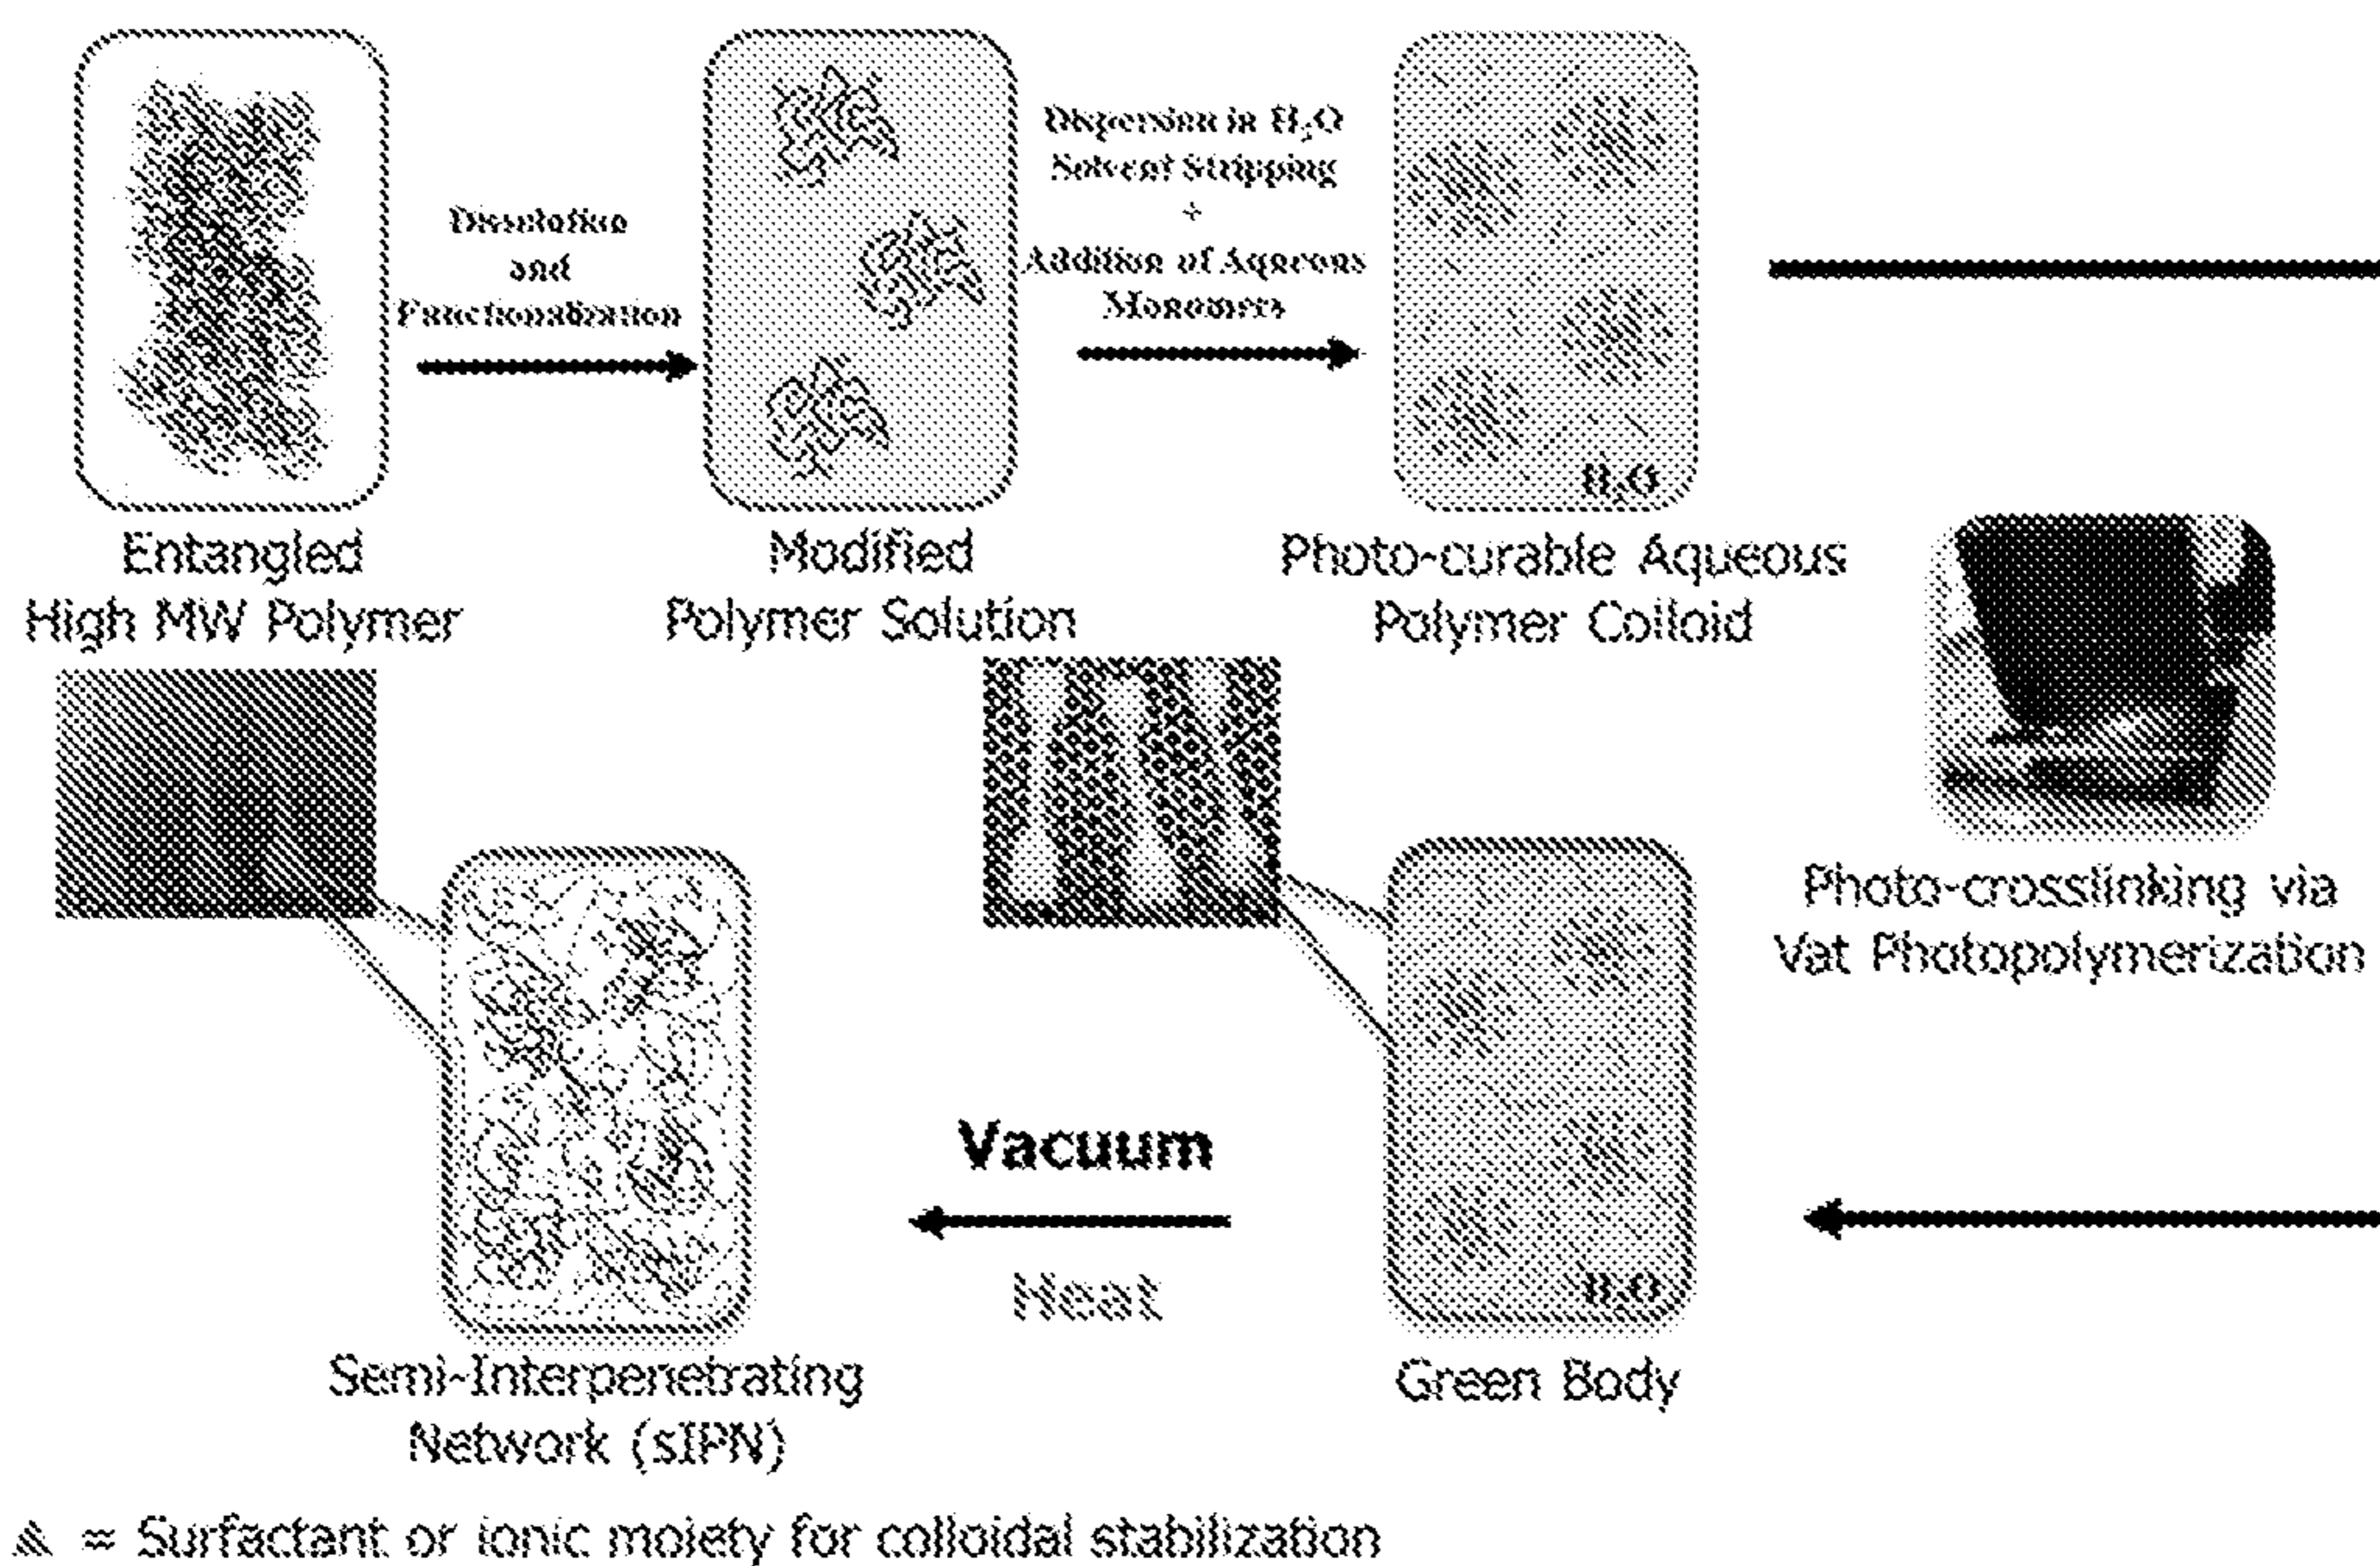 Dissolution
and
Functionalization
Dispersion in H₂O
Solvent Stripping
+
Addition of Aqueous
Monomers
H₂O
Entangled
High MW Polymer
Modified
Polymer Solution
Photo-curable Aqueous
Polymer Colloid
Photo-crosslinking via
Vat Photopolymerization
Vacuum
Heat
H₂O
Semi-Interpenetrating
Network (sIPN)
Green Body
= Surfactant or ionic moiety for colloidal stabilization